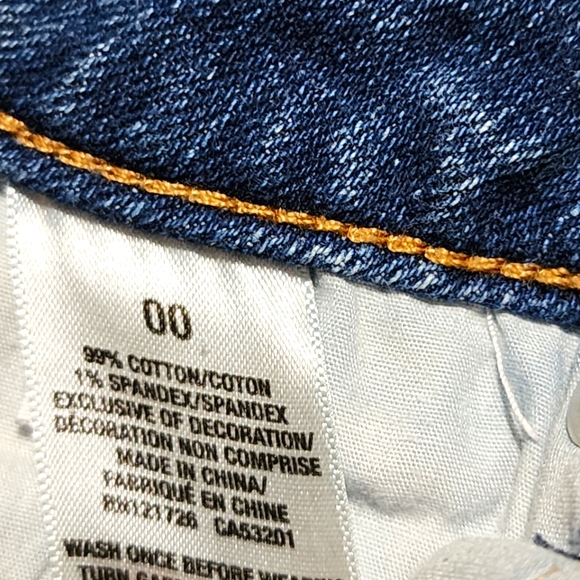 00
99% COTTON/COTON
1% SPANDEX/SPANDEX
EXCLUSIVE OF DECORATION/
DÉCORATION NON COMPRISE
MADE IN CHINA/
FABRIQUÉ EN CHINE
RN121726 CA53201
WASH ONCE BEFORE
TURN